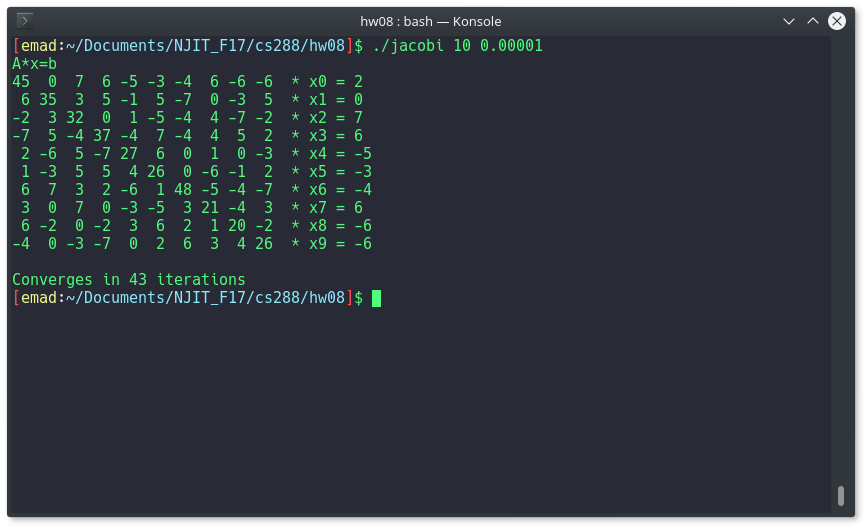 hw08 : bash — Konsole
[emad:~/Documents/NJIT_F17/cs288/hw08]$ ./jacobi 10 0.00001
A*x=b
45  0  7  6 -5 -3 -4  6 -6 -6  * x0 = 2
 6 35  3  5 -1  5 -7  0 -3  5  * x1 = 0
-2  3 32  0  1 -5 -4  4 -7 -2  * x2 = 7
-7  5 -4 37 -4  7 -4  4  5  2  * x3 = 6
 2 -6  5 -7 27  6  0  1  0 -3  * x4 = -5
 1 -3  5  5  4 26  0 -6 -1  2  * x5 = -3
 6  7  3  2 -6  1 48 -5 -4 -7  * x6 = -4
 3  0  7  0 -3 -5  3 21 -4  3  * x7 = 6
 6 -2  0 -2  3  6  2  1 20 -2  * x8 = -6
-4  0 -3 -7  0  2  6  3  4 26  * x9 = -6
Converges in 43 iterations
[emad:~/Documents/NJIT_F17/cs288/hw08]$